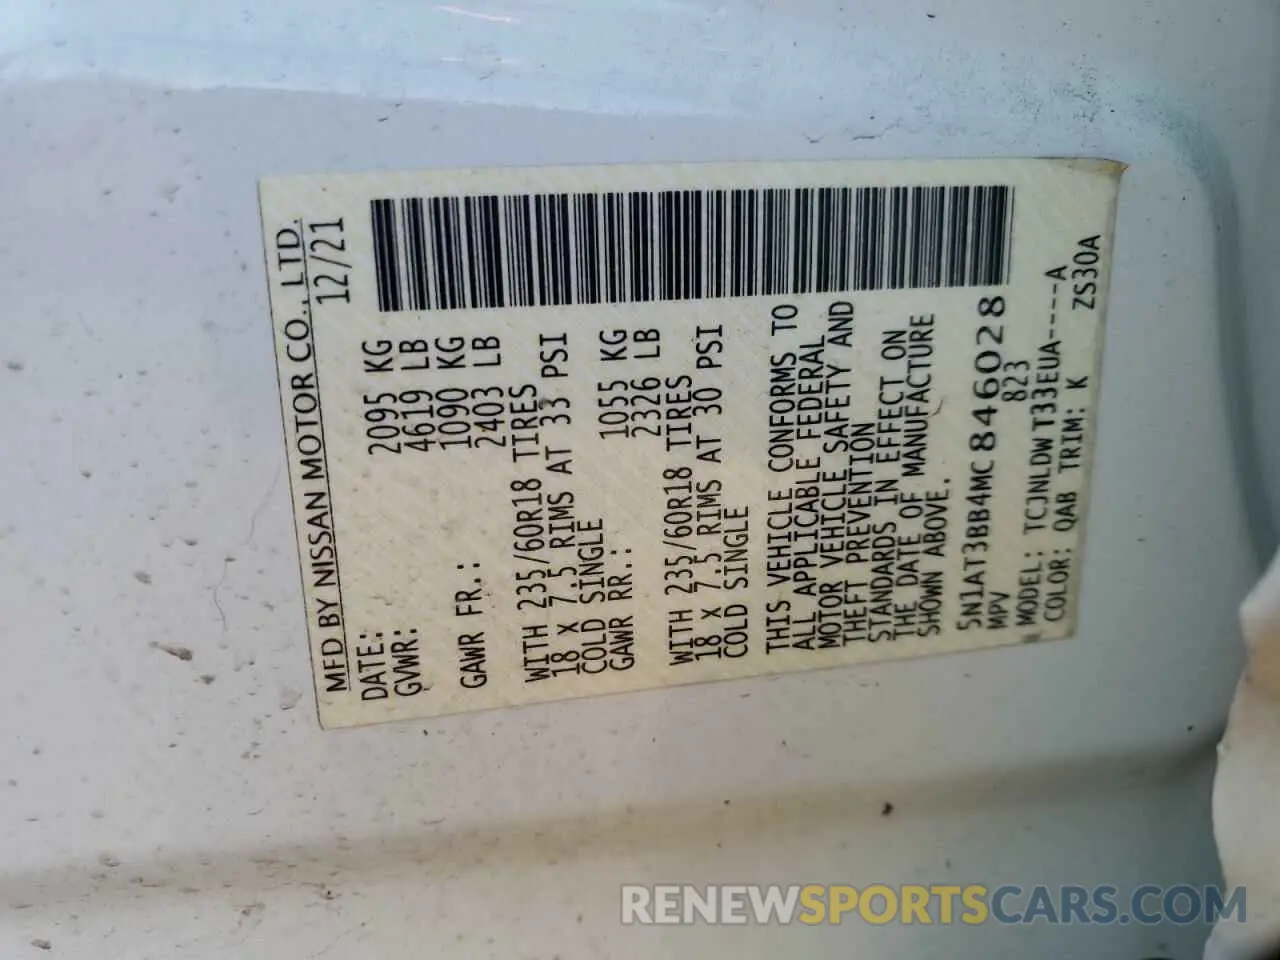 MFD BY NISSAN MOTOR CO., LTD.
DATE: 12/21
GVWR: 2095 KG
4619 LB
GAWR FR.: 1090 KG
2403 LB
WITH 235/60R18 TIRES
18 X 7.5 RIMS AT 33 PSI
COLD SINGLE
GAWR RR.: 1055 KG
2326 LB
WITH 235/60R18 TIRES
18 X 7.5 RIMS AT 30 PSI
COLD SINGLE
THIS VEHICLE CONFORMS TO
ALL APPLICABLE FEDERAL
MOTOR VEHICLE SAFETY AND
THEFT PREVENTION
STANDARDS IN EFFECT ON
THE DATE OF MANUFACTURE
SHOWN ABOVE.
5N1AT3BB4MC846028
MPV 823
MODEL: TCJNLDWT33EUA----A
COLOR: QAB TRIM: K ZS30A
RENEWSPORTSCARS.COM